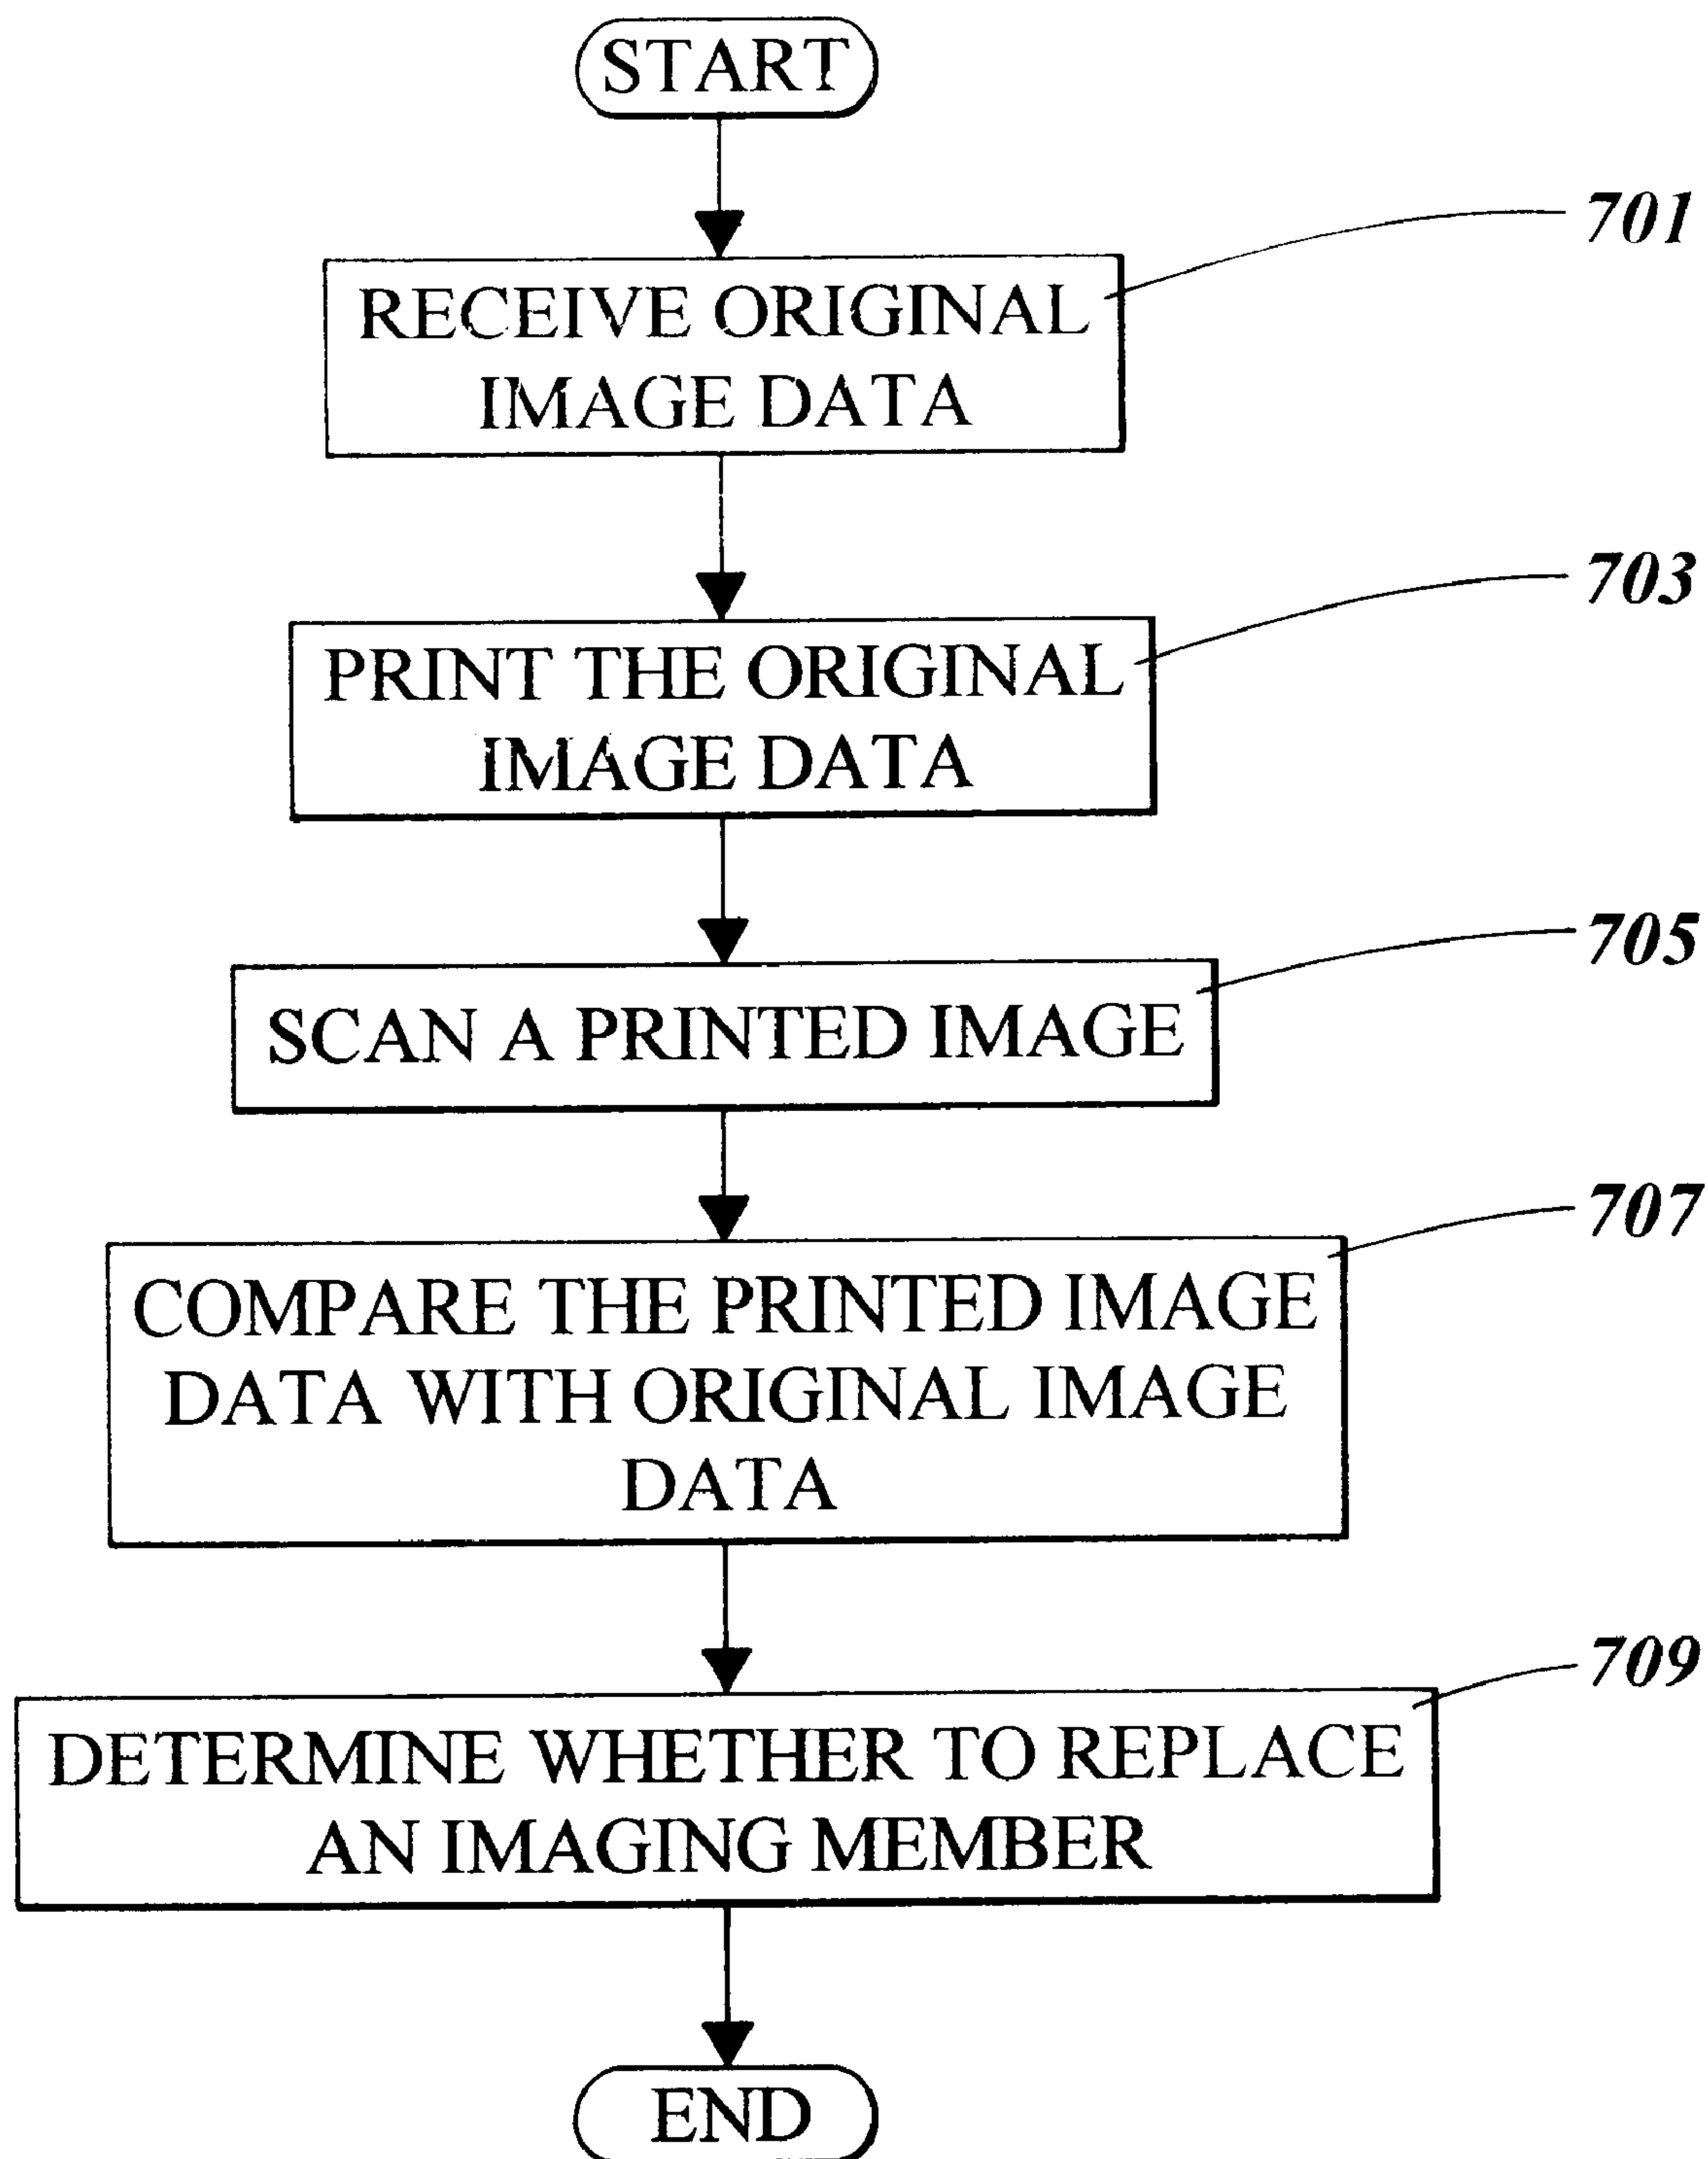 START
701
RECEIVE ORIGINAL
IMAGE DATA
703
PRINT THE ORIGINAL
IMAGE DATA
705
SCAN A PRINTED IMAGE
707
COMPARE THE PRINTED IMAGE
DATA WITH ORIGINAL IMAGE
DATA
709
DETERMINE WHETHER TO REPLACE
AN IMAGING MEMBER
END